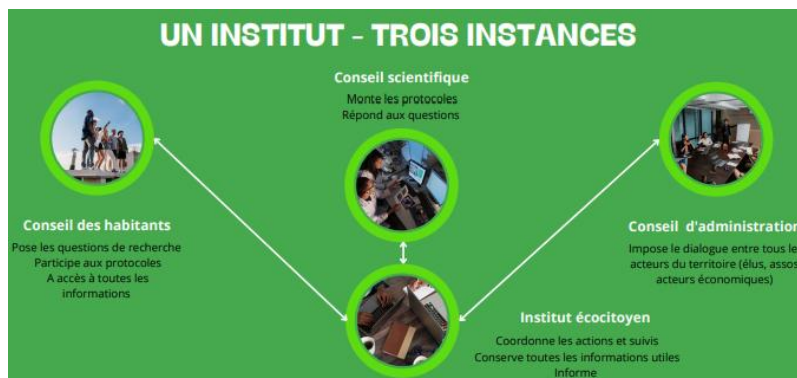 UN INSTITUT - TROIS INSTANCES
Conseil scientifique
Monte les protocoles
Répond aux questions
Conseil des habitants
Pose les questions de recherche
Participe aux protocoles
A accès à toutes les
informations
Conseil d'administration
Impose le dialogue entre tous le
acteurs du territoire (élus, assos
acteurs économiques)
Institut écocitoyen
Coordonne les actions et suivis
Conserve toutes les informations utiles
Informe